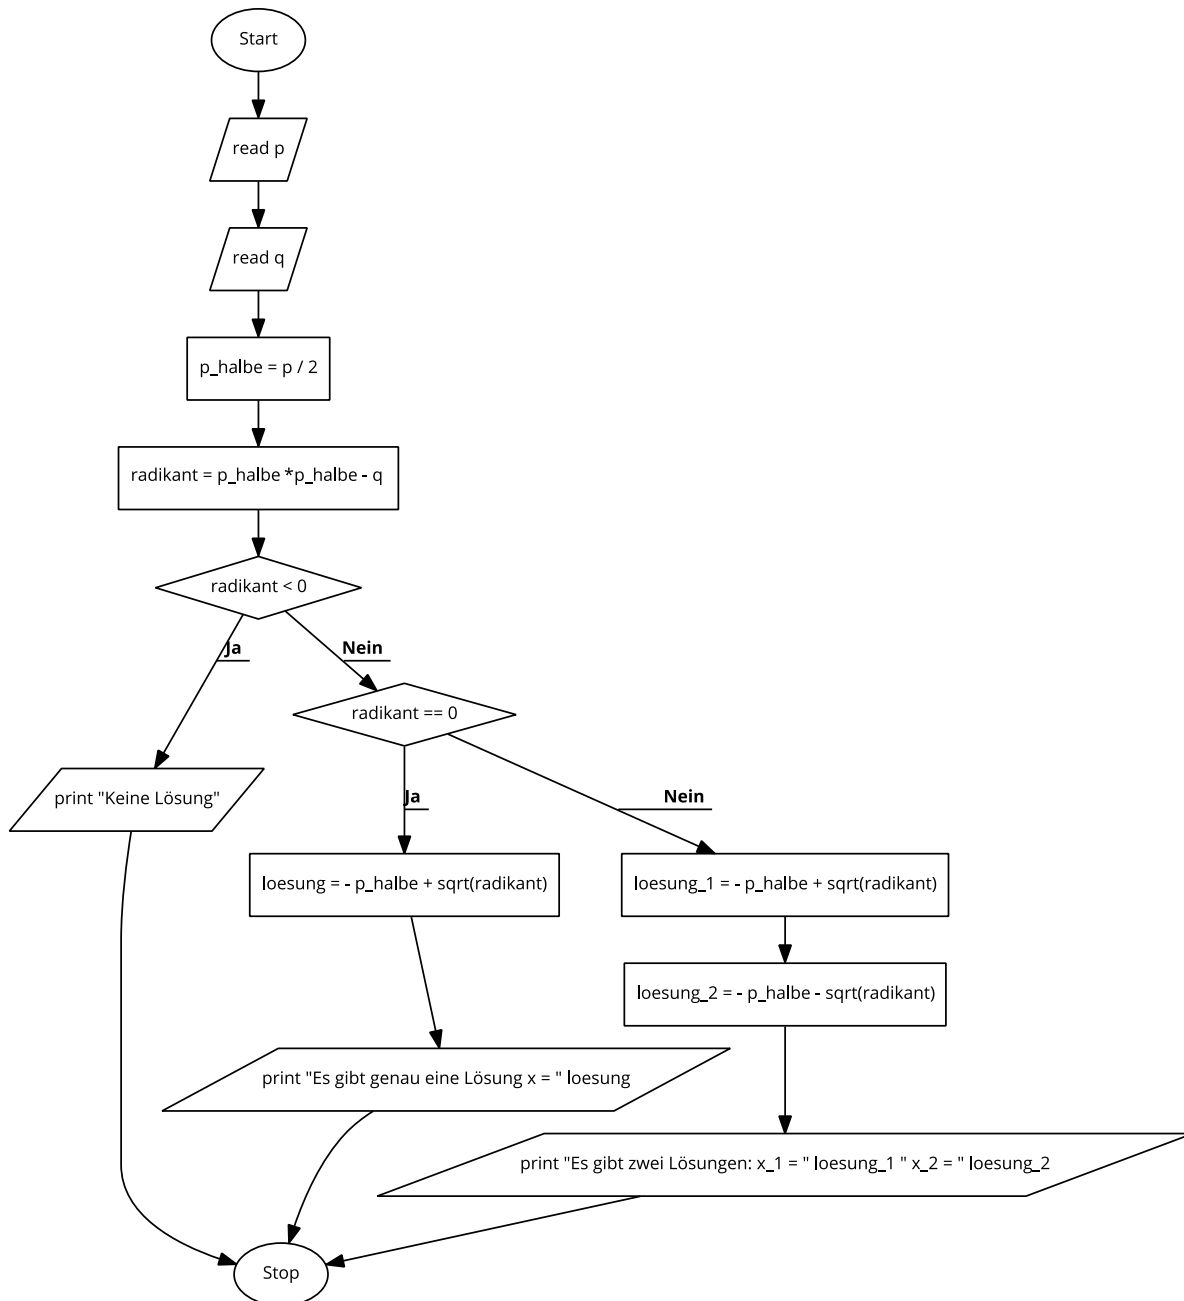 Start
read p
read q
p_halbe = p / 2
radikant = p_halbe *p_halbe - q
radikant < 0
Ja
Nein
radikant == 0
print "Keine Lösung"
Ja
Nein
loesung = - p_halbe + sqrt(radikant)
loesung_1 = - p_halbe + sqrt(radikant)
loesung_2 = - p_halbe - sqrt(radikant)
print "Es gibt genau eine Lösung x = " loesung
print "Es gibt zwei Lösungen: x_1 = " loesung_1 " x_2 = " loesung_2
Stop